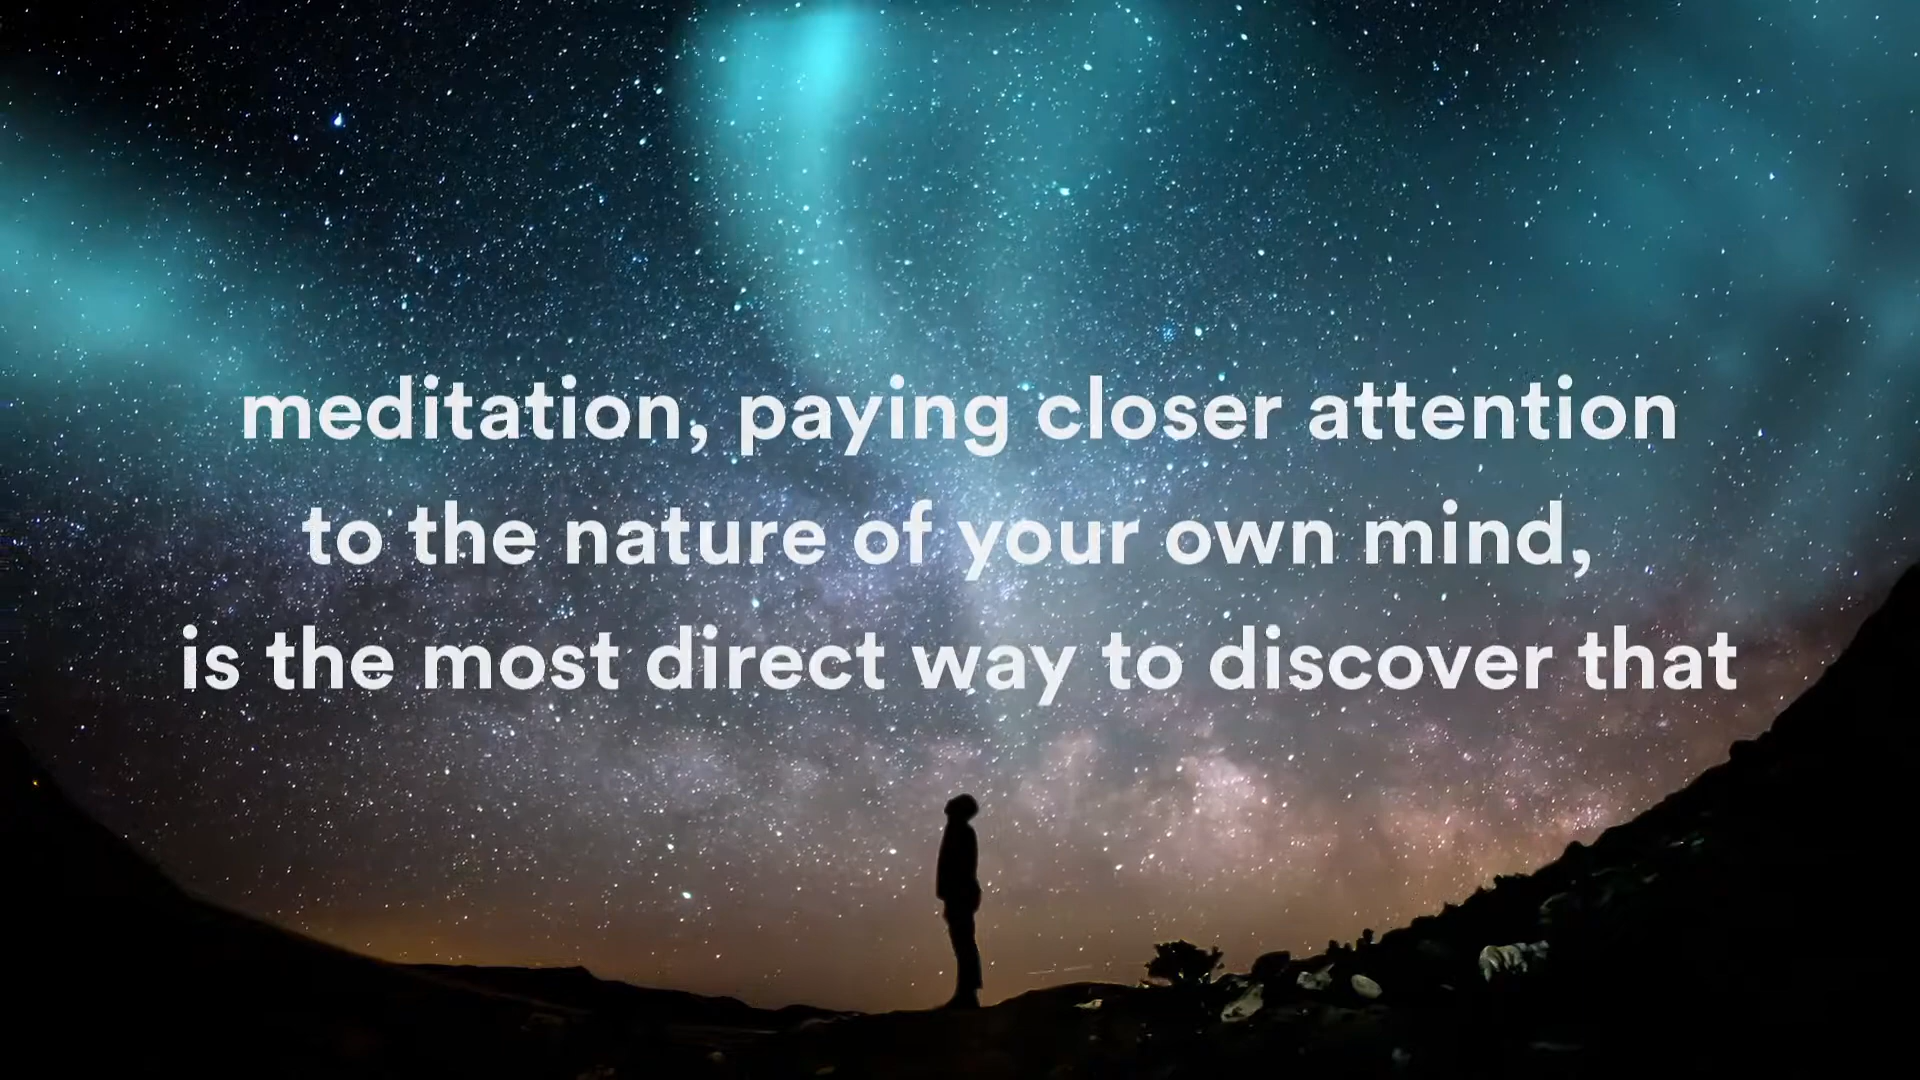 meditation, paying closer attention
to the nature of your own mind,
is the most direct way to discover that